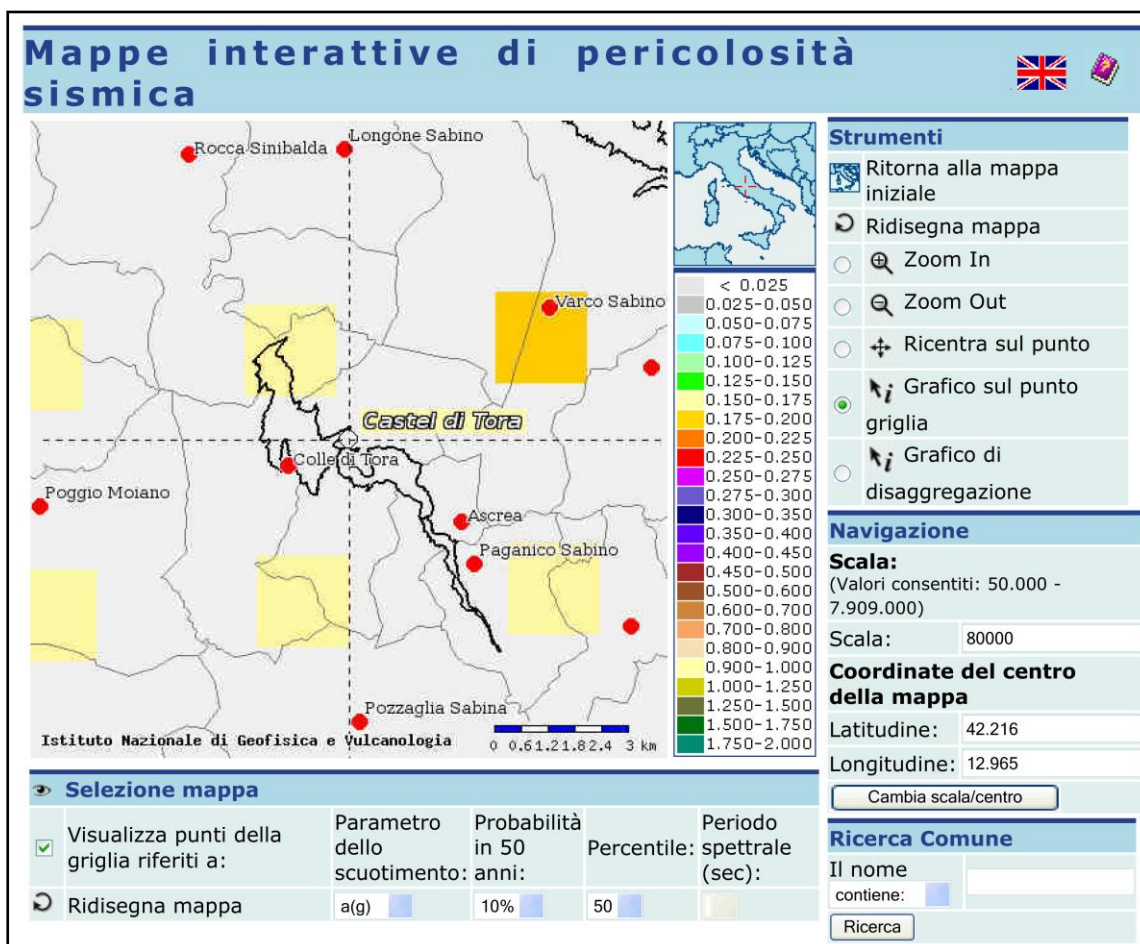 Mappe interattive di pericolosità
sismica
Rocca Sinibalda
Longone Sabino
Varco Sabino
Castel di Tora
Colle di Tora
Poggio Moiano
Ascrea
Paganico Sabino
Pozzaglia Sabina
Istituto Nazionale di Geofisica e Vulcanologia
0 0.6 1.2 1.8 2.4 3 km
< 0.025
0.025-0.050
0.050-0.075
0.075-0.100
0.100-0.125
0.125-0.150
0.150-0.175
0.175-0.200
0.200-0.225
0.225-0.250
0.250-0.275
0.275-0.300
0.300-0.350
0.350-0.400
0.400-0.450
0.450-0.500
0.500-0.600
0.600-0.700
0.700-0.800
0.800-0.900
0.900-1.000
1.000-1.250
1.250-1.500
1.500-1.750
1.750-2.000
Strumenti
Ritorna alla mappa
iniziale
Ridisegna mappa
Zoom In
Zoom Out
Ricentra sul punto
Grafico sul punto
griglia
Grafico di
disaggregazione
Navigazione
Scala:
(Valori consentiti: 50.000 -
7.909.000)
Scala: 80000
Coordinate del centro
della mappa
Latitudine: 42.216
Longitudine: 12.965
Cambia scala/centro
Ricerca Comune
Il nome
contiene:
Ricerca
Selezione mappa
Visualizza punti della
griglia riferiti a:
Parametro
dello
scuotimento:
Probabilità
in 50
anni:
Percentile:
Periodo
spettrale
(sec):
Ridisegna mappa a(g) 10% 50